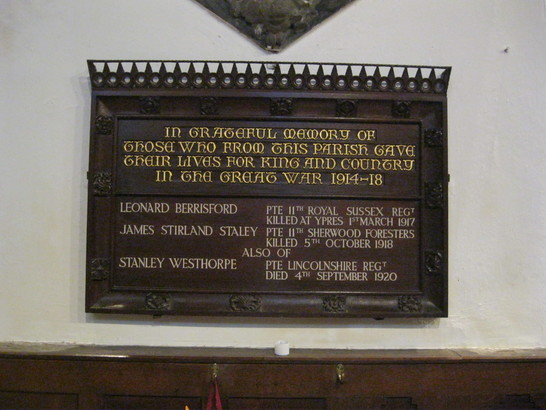 IN GRATEFUL MEMORY OF
THOSE WHO FROM THIS PARISH GAVE
THEIR LIVES FOR KING AND COUNTRY
IN THE GREAT WAR 1914-18
LEONARD BERRISFORD PTE 11TH ROYAL SUSSEX REGT
KILLED AT YPRES 1ST MARCH 1917
JAMES STIRLAND STALEY PTE 11TH SHERWOOD FORESTERS
KILLED 5TH OCTOBER 1918
ALSO OF
STANLEY WESTHORPE PTE LINCOLNSHIRE REGT
DIED 4TH SEPTEMBER 1920